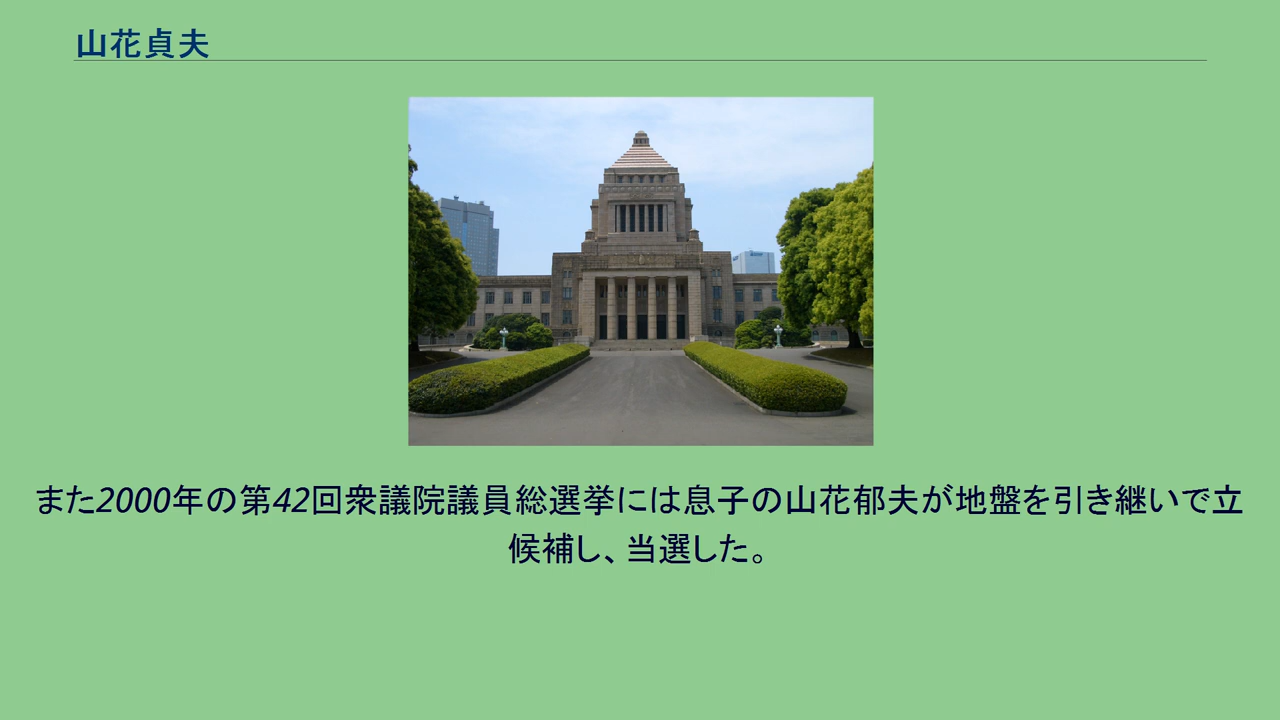 山花貞夫
また2000年の第42回衆議院議員総選挙には息子の山花郁夫が地盤を引き継いで立
候補し、当選した。